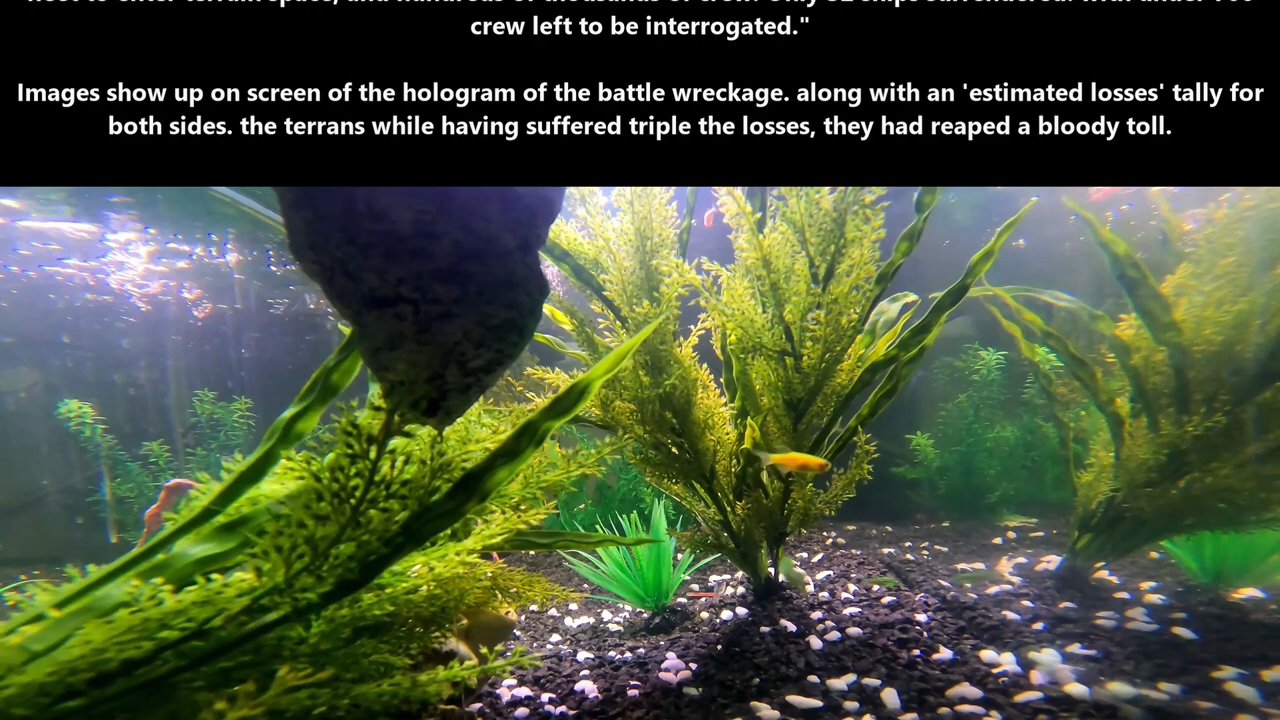 crew left to be interrogated."
Images show up on screen of the hologram of the battle wreckage. along with an 'estimated losses' tally for
both sides. the terrans while having suffered triple the losses, they had reaped a bloody toll.